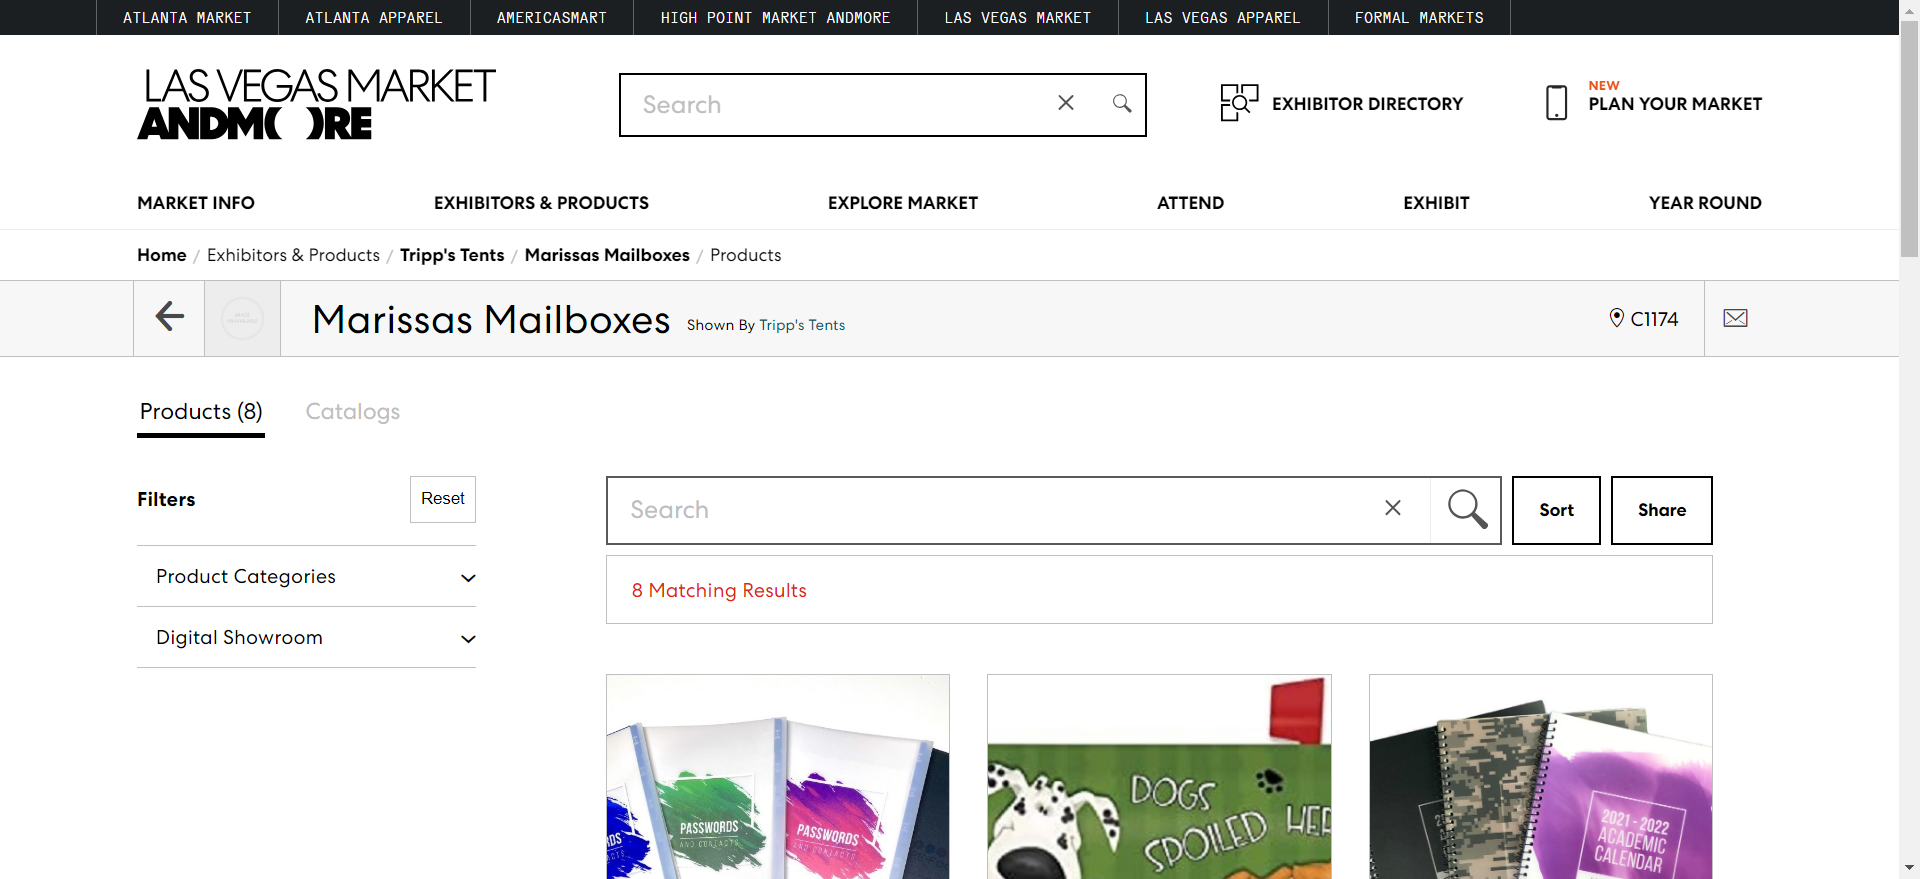 ATLANTA MARKET
ATLANTA APPAREL
AMERICASMART
HIGH POINT MARKET ANDMORE
LAS VEGAS MARKET
LAS VEGAS APPAREL
FORMAL MARKETS
LAS VEGAS MARKET
ANDMORE
Search
EXHIBITOR DIRECTORY
NEW
PLAN YOUR MARKET
MARKET INFO
EXHIBITORS & PRODUCTS
EXPLORE MARKET
ATTEND
EXHIBIT
YEAR ROUND
Home / Exhibitors & Products / Tripp's Tents / Marissas Mailboxes / Products
Marissas Mailboxes
Shown By Tripp's Tents
C1174
Products (8)
Catalogs
Filters
Reset
Search
Sort
Share
Product Categories
8 Matching Results
Digital Showroom
PASSWORDS
AND CONTACTS
PASSWORDS
AND CONTACTS
DOGS
SPOILED HER
2021-2022
ACADEMIC
CALENDAR